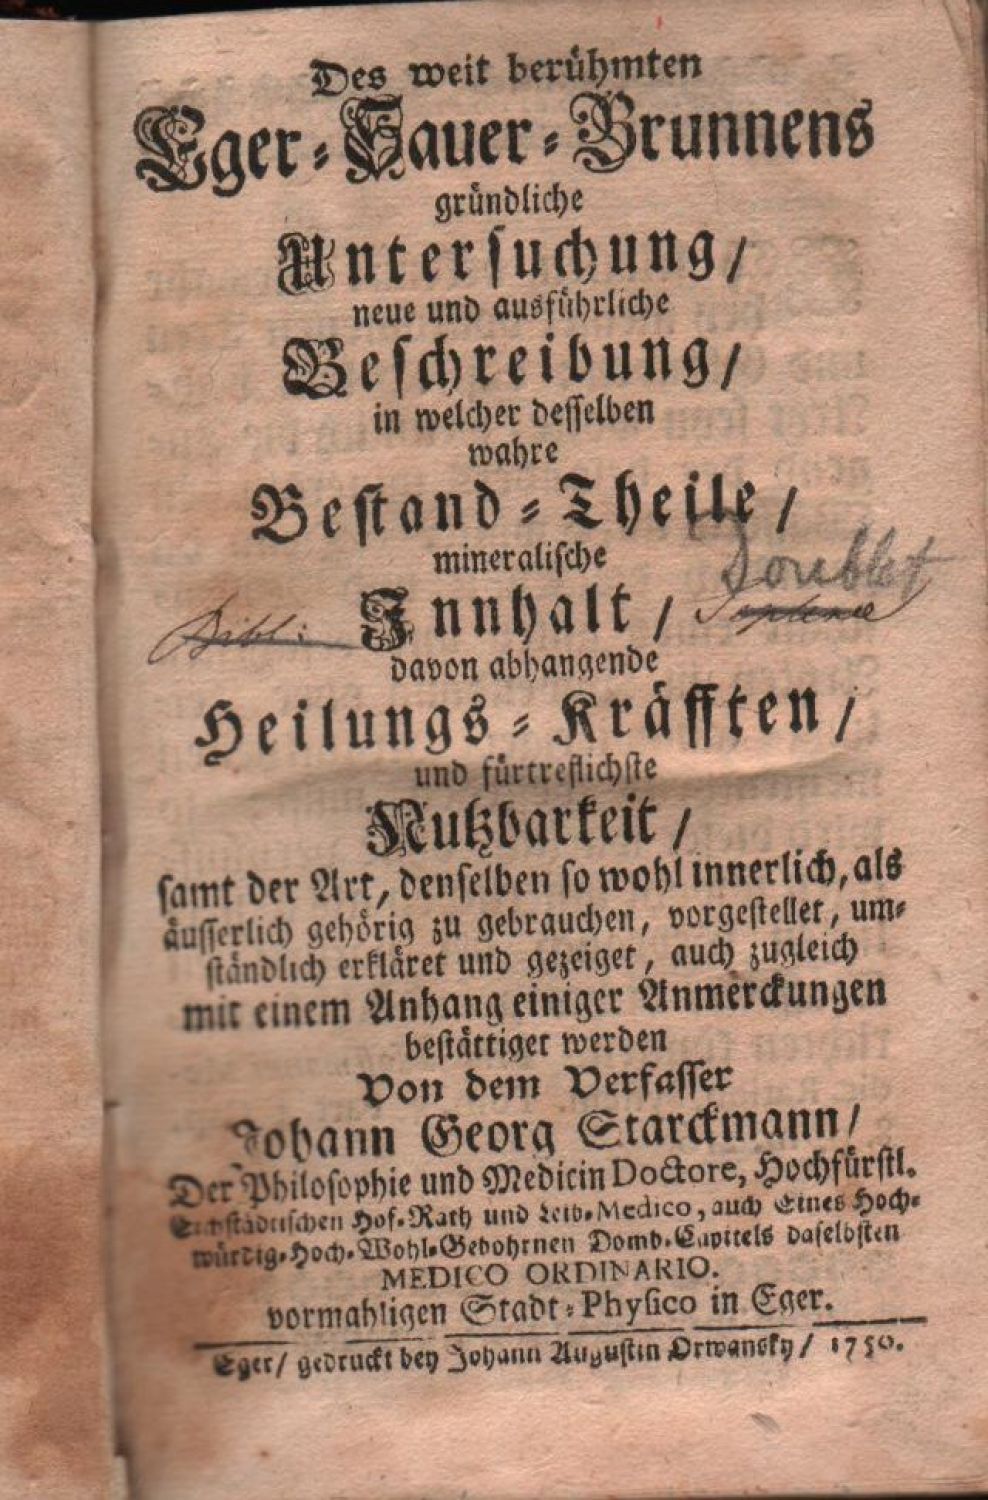 Des weit berühmten
Eger-Sauer-Brunnens
gründliche
Untersuchung/
neue und ausführliche
Beschreibung/
in welcher desselben
wahre
Bestand-Theile/
mineralische
Doublet
Innhalt/
Bibl:
davon abhangende
Heilungs-Kräfften/
und fürtreflichste
Nutzbarkeit/
samt der Art, denselben so wohl innerlich, als
äusserlich gehörig zu gebrauchen, vorgestellet, um-
ständlich erkläret und gezeiget, auch zugleich
mit einem Anhang einiger Anmerckungen
bestättiget werden
Von dem Verfasser
Johann Georg Starckmann/
Der Philosophie und Medicin Doctore, Hochfürstl.
Eichstädtischen Hof-Rath und Leib-Medico, auch Eines Hoch-
würdig-Hoch-Wohl-Gebohrnen Domb-Capitels daselbsten
MEDICO ORDINARIO.
vormahligen Stadt-Physico in Eger.
Eger/ gedruckt bey Johann Augustin Orwansky/ 1750.